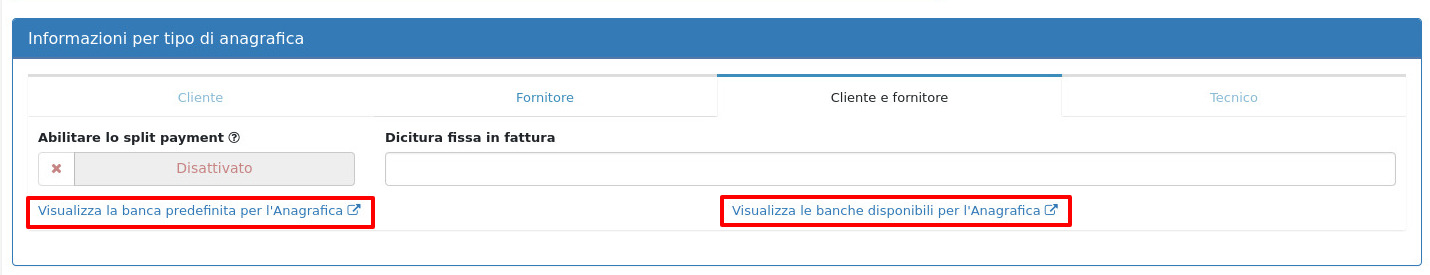 Informazioni per tipo di anagrafica
Cliente
Fornitore
Cliente e fornitore
Tecnico
Abilitare lo split payment
Dicitura fissa in fattura
Disattivato
Visualizza la banca predefinita per l'Anagrafica
Visualizza le banche disponibili per l'Anagrafica